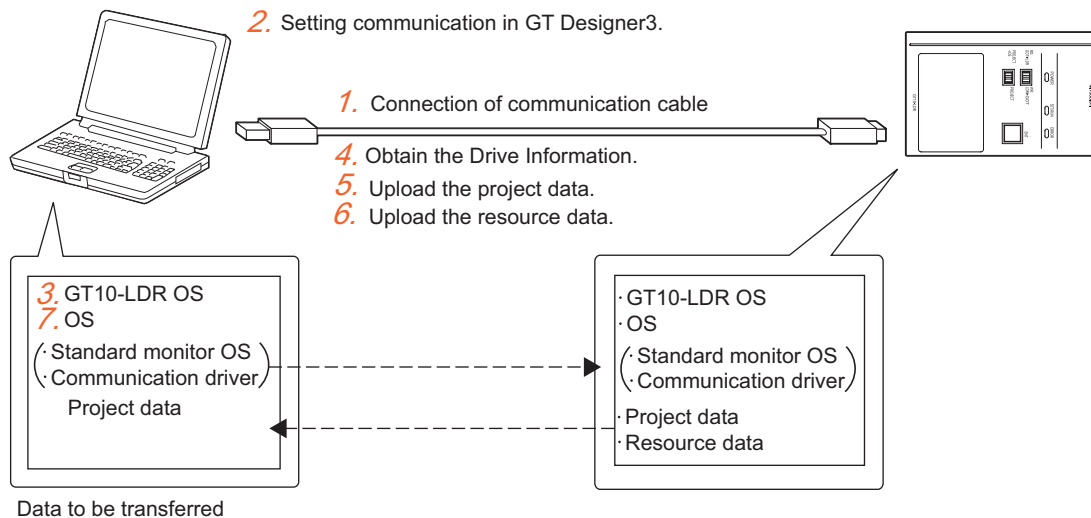 2. Setting communication in GT Designer3.
1. Connection of communication cable
4. Obtain the Drive Information.
5. Upload the project data.
6. Upload the resource data.
3. GT10-LDR OS
7. OS
(·Standard monitor OS
·Communication driver)
Project data
·GT10-LDR OS
·OS
(·Standard monitor OS
·Communication driver)
·Project data
·Resource data
Data to be transferred